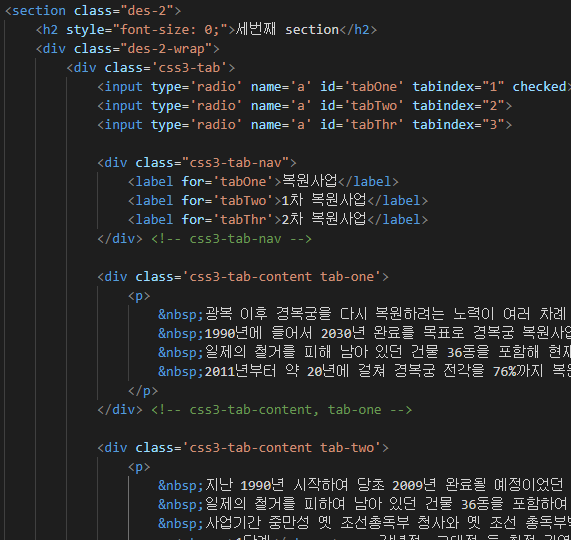 <section class="des-2">
<h2 style="font-size: 0;">세번째 section</h2>
<div class="des-2-wrap">
<div class='css3-tab'>
<input type='radio' name='a' id='tabOne' tabindex="1" checked>
<input type='radio' name='a' id='tabTwo' tabindex="2">
<input type='radio' name='a' id='tabThr' tabindex="3">
<div class="css3-tab-nav">
<label for='tabOne'>복원사업</label>
<label for='tabTwo'>1차 복원사업</label>
<label for='tabThr'>2차 복원사업</label>
</div> <!-- css3-tab-nav -->
<div class='css3-tab-content tab-one'>
<p>
&nbsp;광복 이후 경복궁을 다시 복원하려는 노력이 여러 차례
&nbsp;1990년에 들어서 2030년 완료를 목표로 경복궁 복원사업
&nbsp;일제의 철거를 피해 남아 있던 건물 36동을 포함해 현재
&nbsp;2011년부터 약 20년에 걸쳐 경복궁 전각을 76%까지 복원
</p>
</div> <!-- css3-tab-content, tab-one -->
<div class='css3-tab-content tab-two'>
<p>
&nbsp;지난 1990년 시작하여 당초 2009년 완료될 예정이었던
&nbsp;일제의 철거를 피하여 남아 있던 건물 36동을 포함하여
&nbsp;사업기간 중만성 옛 조선총독부 청사와 옛 조선 총독부박